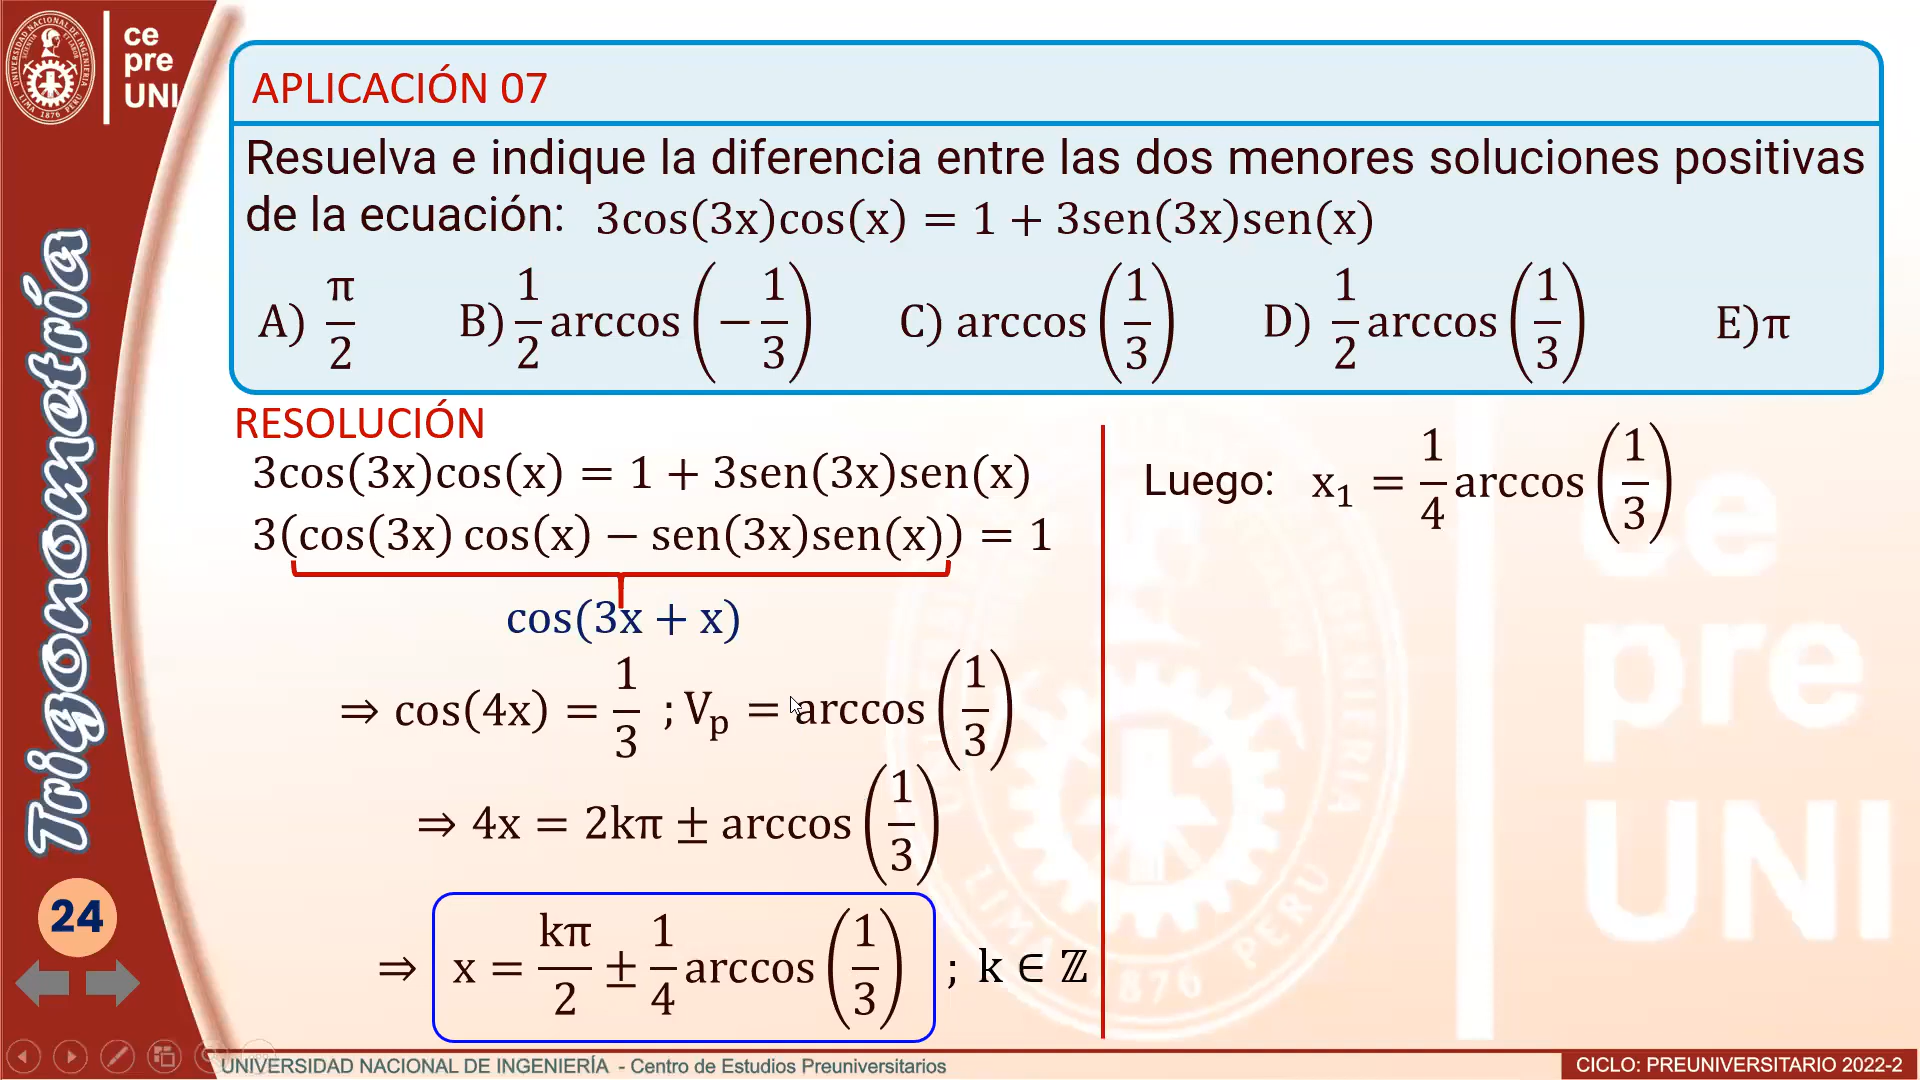 ce
pre
UNI
APLICACIÓN 07
Resuelva e indique la diferencia entre las dos menores soluciones positivas
de la ecuación: 3cos(3x)cos(x) = 1 + 3sen(3x)sen(x)
A) π/2 B) 1/2 arccos(−1/3) C) arccos(1/3) D) 1/2 arccos(1/3) E)π
RESOLUCIÓN
3cos(3x)cos(x) = 1 + 3sen(3x)sen(x)
3(cos(3x) cos(x) − sen(3x)sen(x)) = 1
cos(3x + x)
⇒ cos(4x) = 1/3 ; Vₚ = arccos(1/3)
⇒ 4x = 2kπ ± arccos(1/3)
⇒ x = kπ/2 ± 1/4 arccos(1/3) ; k ∈ ℤ
Luego: x₁ = 1/4 arccos(1/3)
Trigonometría
24
ce
pre
UNI
UNIVERSIDAD NACIONAL DE INGENIERÍA - Centro de Estudios Preuniversitarios
CICLO: PREUNIVERSITARIO 2022-2